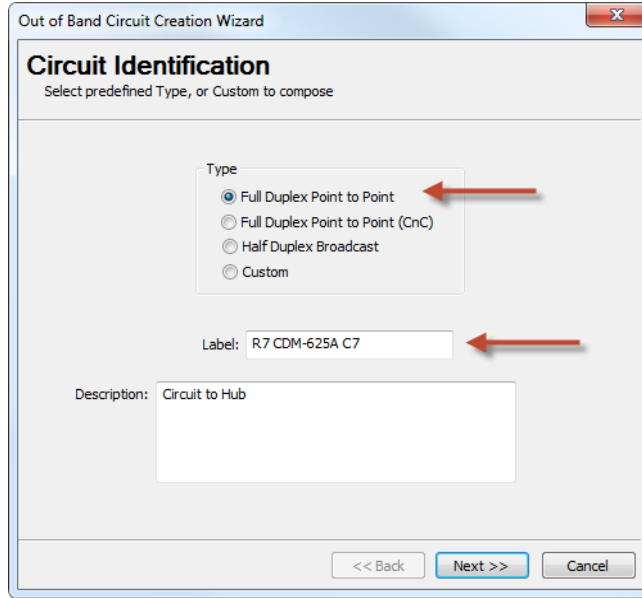 Out of Band Circuit Creation Wizard
Circuit Identification
Select predefined Type, or Custom to compose
Type
Full Duplex Point to Point
Full Duplex Point to Point (CnC)
Half Duplex Broadcast
Custom
Label: R7 CDM-625A C7
Description: Circuit to Hub
<< Back Next >> Cancel